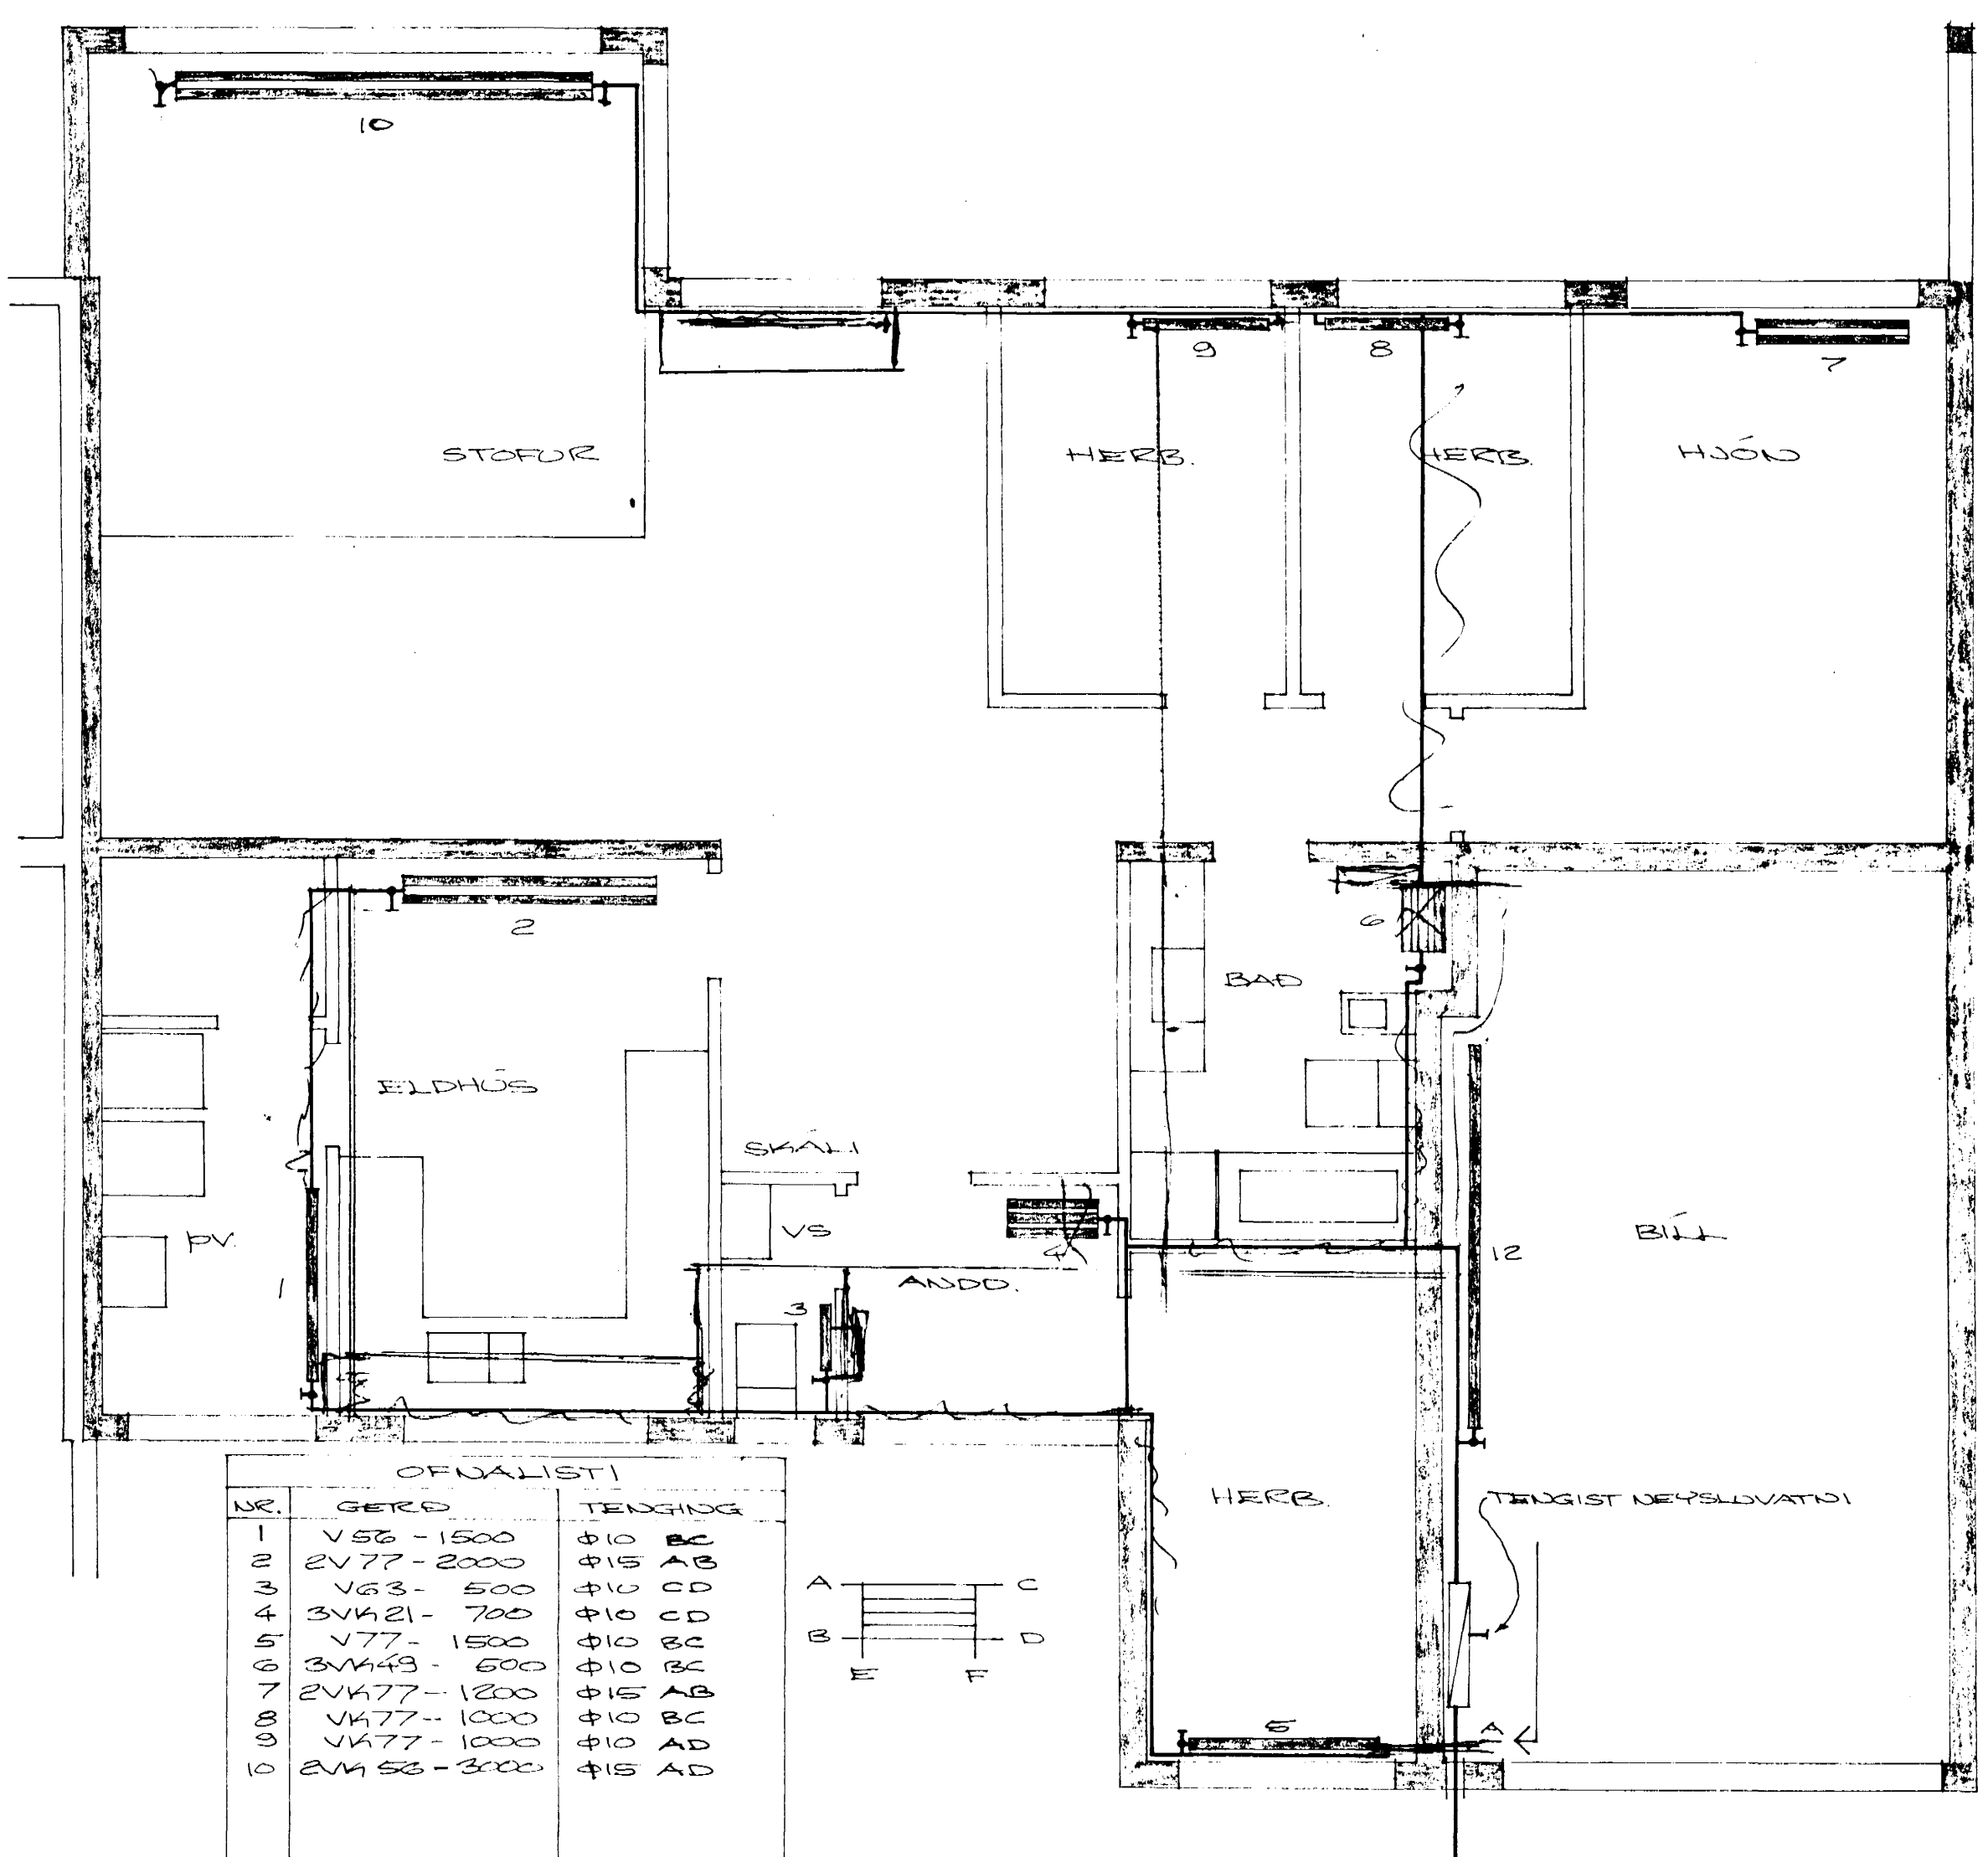 10
9
8
7
STOFUR
HERB.
HERB.
HJÓN
2
6
BAÐ
ELDHÚS
SKÁLI
ÞV.
VS
4
BÍLL
12
1
3
ANDD.
HERB.
TENGIST NEYSLUVATNI
5
A
OFNALISTI
NR. GERÐ TENGING
1 V56 - 1500 Φ10 BC
2 2V77 - 2000 Φ15 AB
3 V63 - 500 Φ10 CD
4 3VK21 - 700 Φ10 CD
5 V77 - 1500 Φ10 BC
6 3VK49 - 600 Φ10 BC
7 2VK77 - 1200 Φ15 AB
8 VK77 - 1000 Φ10 BC
9 VK77 - 1000 Φ10 AD
10 2VK56 - 3000 Φ15 AD
A C
B D
E F